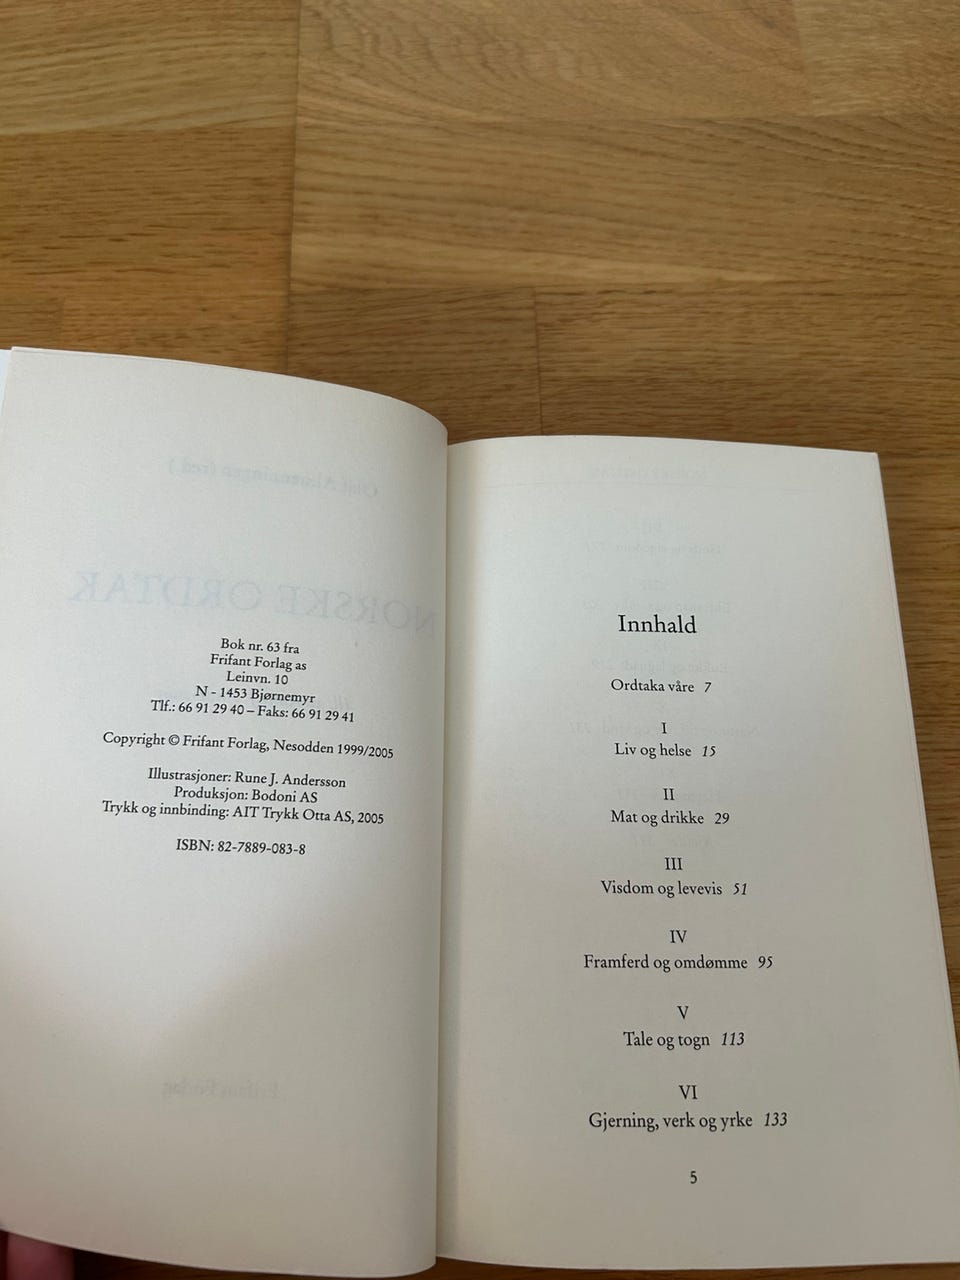 Bok nr. 63 fra
Frifant Forlag as
Leinvn. 10
N - 1453 Bjørnemyr
Tlf.: 66 91 29 40 – Faks: 66 91 29 41
Copyright © Frifant Forlag, Nesodden 1999/2005
Illustrasjoner: Rune J. Andersson
Produksjon: Bodoni AS
Trykk og innbinding: AIT Trykk Otta AS, 2005
ISBN: 82-7889-083-8
NORSKE ORDTAK
Innhald
Ordtaka våre 7
I
Liv og helse 15
II
Mat og drikke 29
III
Visdom og levevis 51
IV
Framferd og omdømme 95
V
Tale og togn 113
VI
Gjerning, verk og yrke 133
5